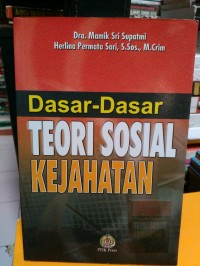 Dra. Mamik Sri Supatmi
Herlina Permata Sari, S.Sos., M.Crim
Dasar-Dasar
TEORI SOSIAL
KEJAHATAN
PTIK Press